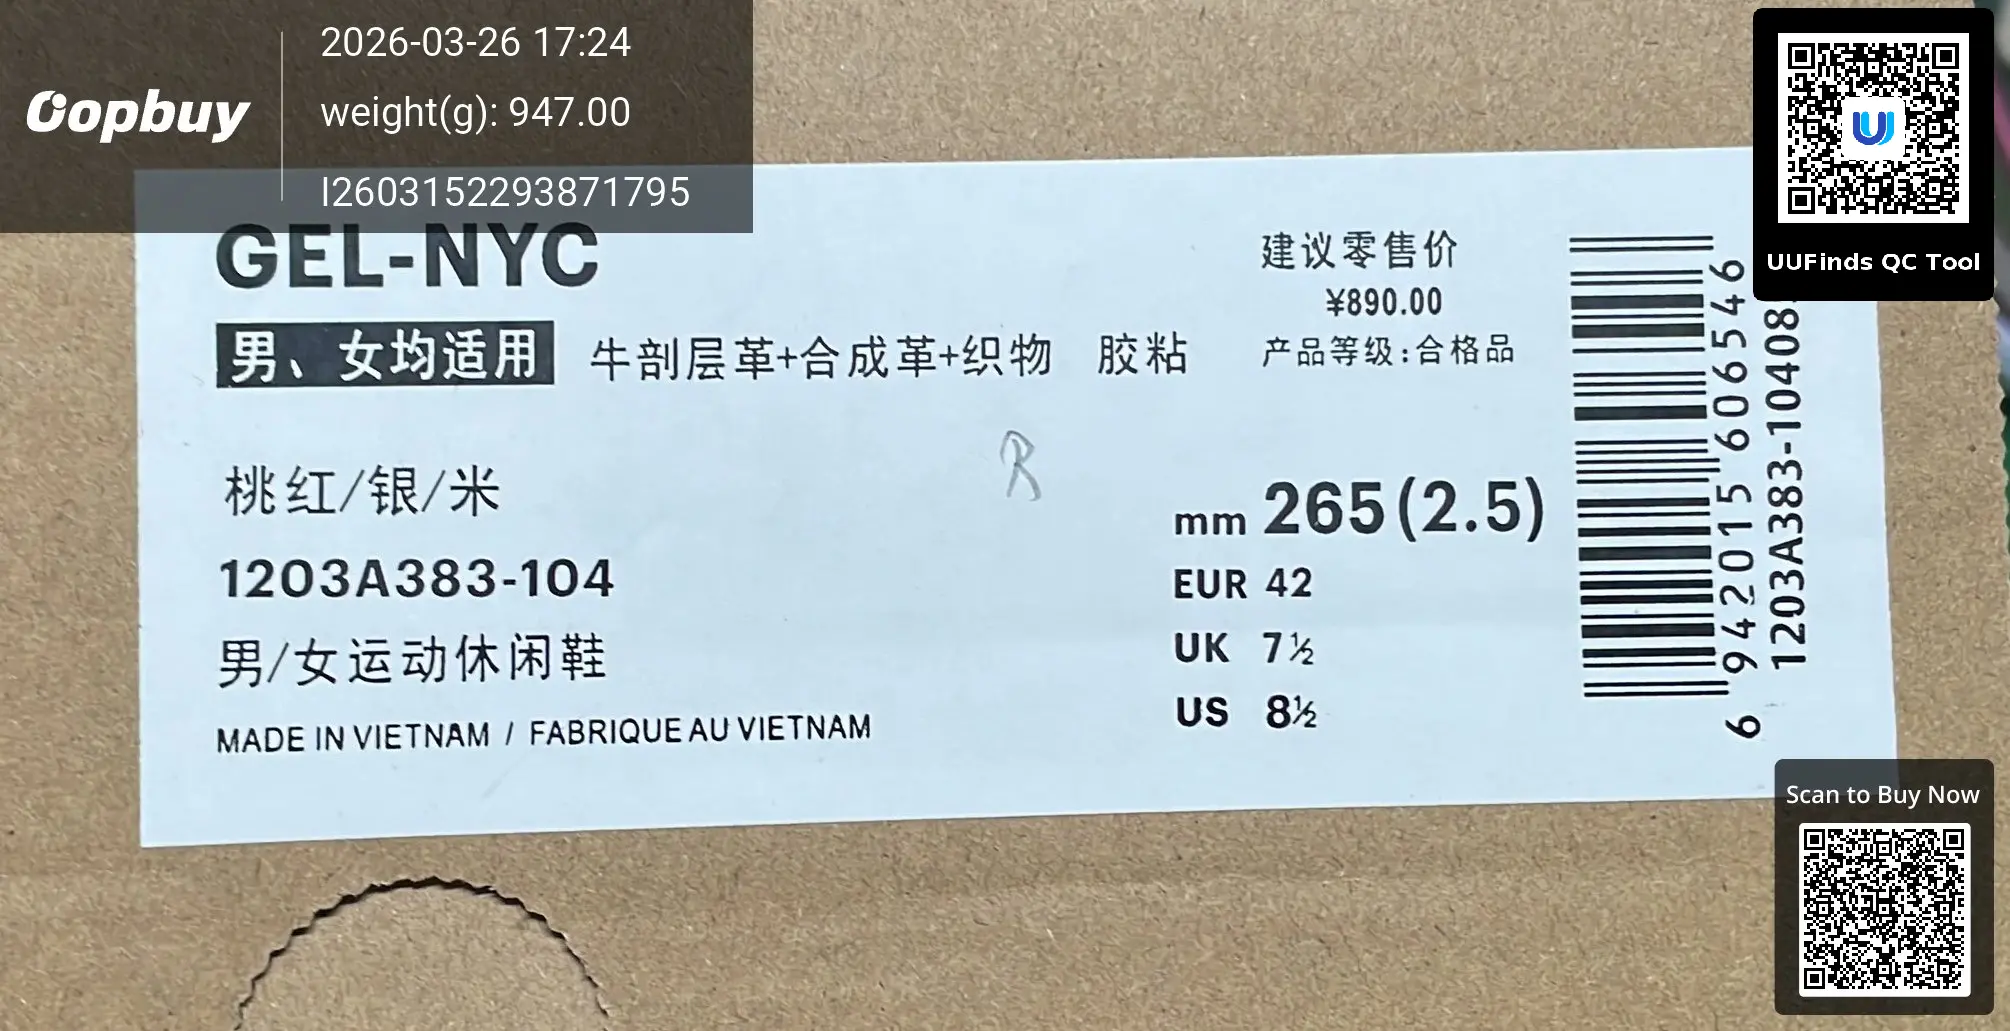 oopbuy
2026-03-26 17:24
weight(g): 947.00
I2603152293871795
UUFinds QC Tool
GEL-NYC
男、女均适用
牛剖层革+合成革+织物 胶粘
建议零售价
¥890.00
产品等级:合格品
桃红/银/米
1203A383-104
男/女运动休闲鞋
MADE IN VIETNAM / FABRIQUE AU VIETNAM
R
mm 265(2.5)
EUR 42
UK 7½
US 8½
6 942015 606546
1203A383-10408
Scan to Buy Now